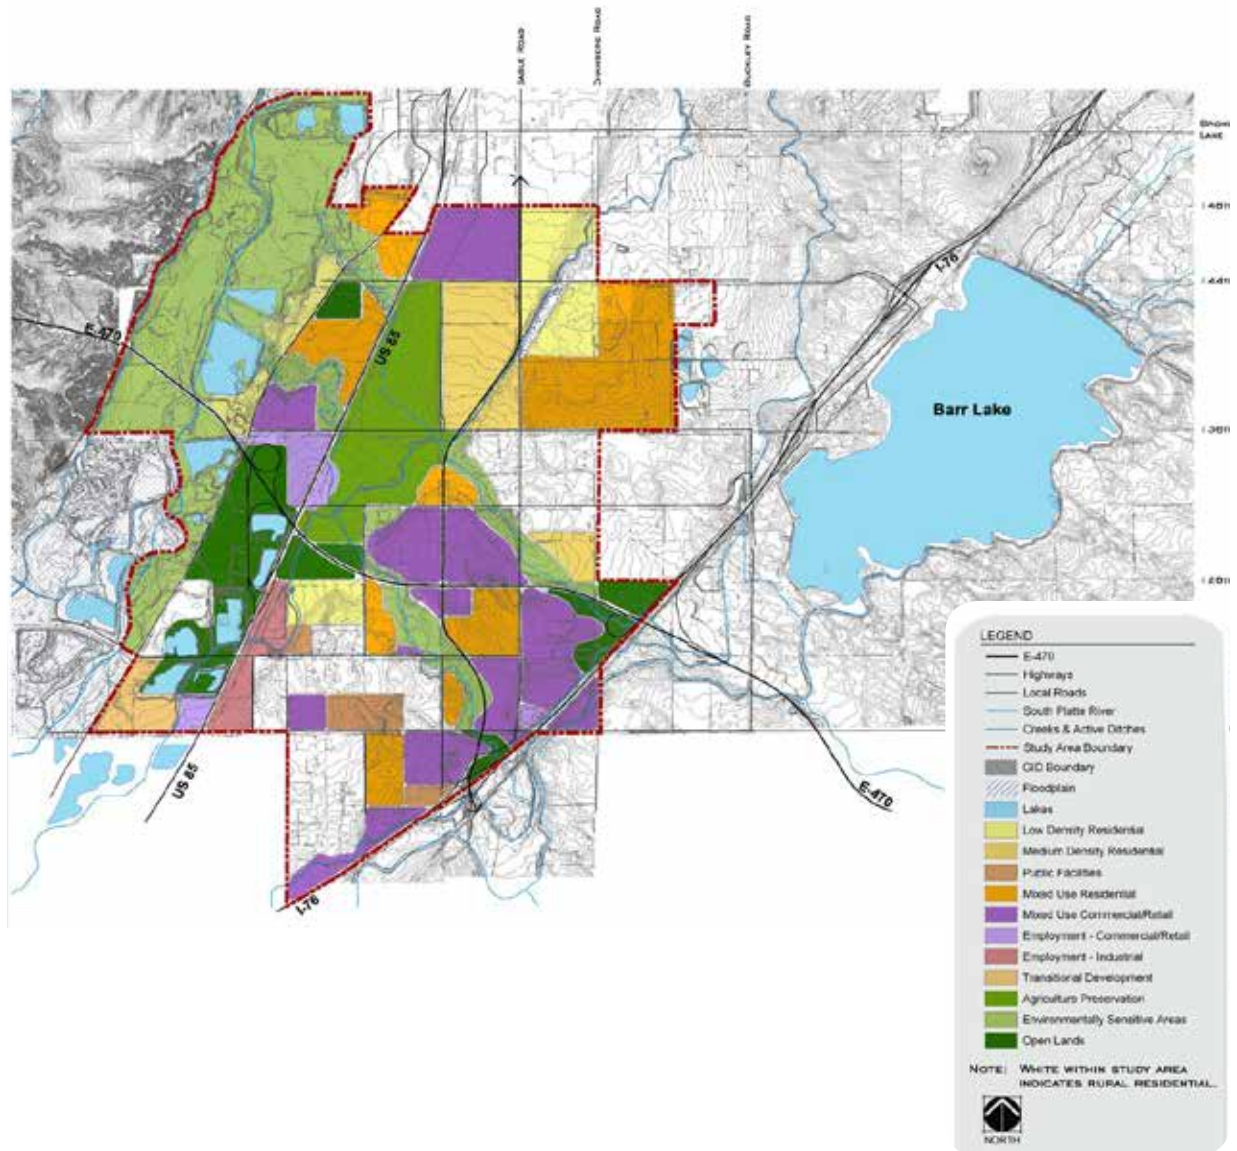 SABLE ROAD
CHAMBERS ROAD
BUCKLEY ROAD
LAKE
I-76
E-470
US 85
Barr Lake
US 85
E-470
I-76
LEGEND
E-470
Highways
Local Roads
South Platte River
Creeks & Active Ditches
Study Area Boundary
GID Boundary
Floodplain
Lakes
Low Density Residential
Medium Density Residential
Public Facilities
Mixed Use Residential
Mixed Use Commercial/Retail
Employment - Commercial/Retail
Employment - Industrial
Transitional Development
Agriculture Preservation
Environmentally Sensitive Areas
Open Lands
NOTE: WHITE WITHIN STUDY AREA
INDICATES RURAL RESIDENTIAL.
NORTH